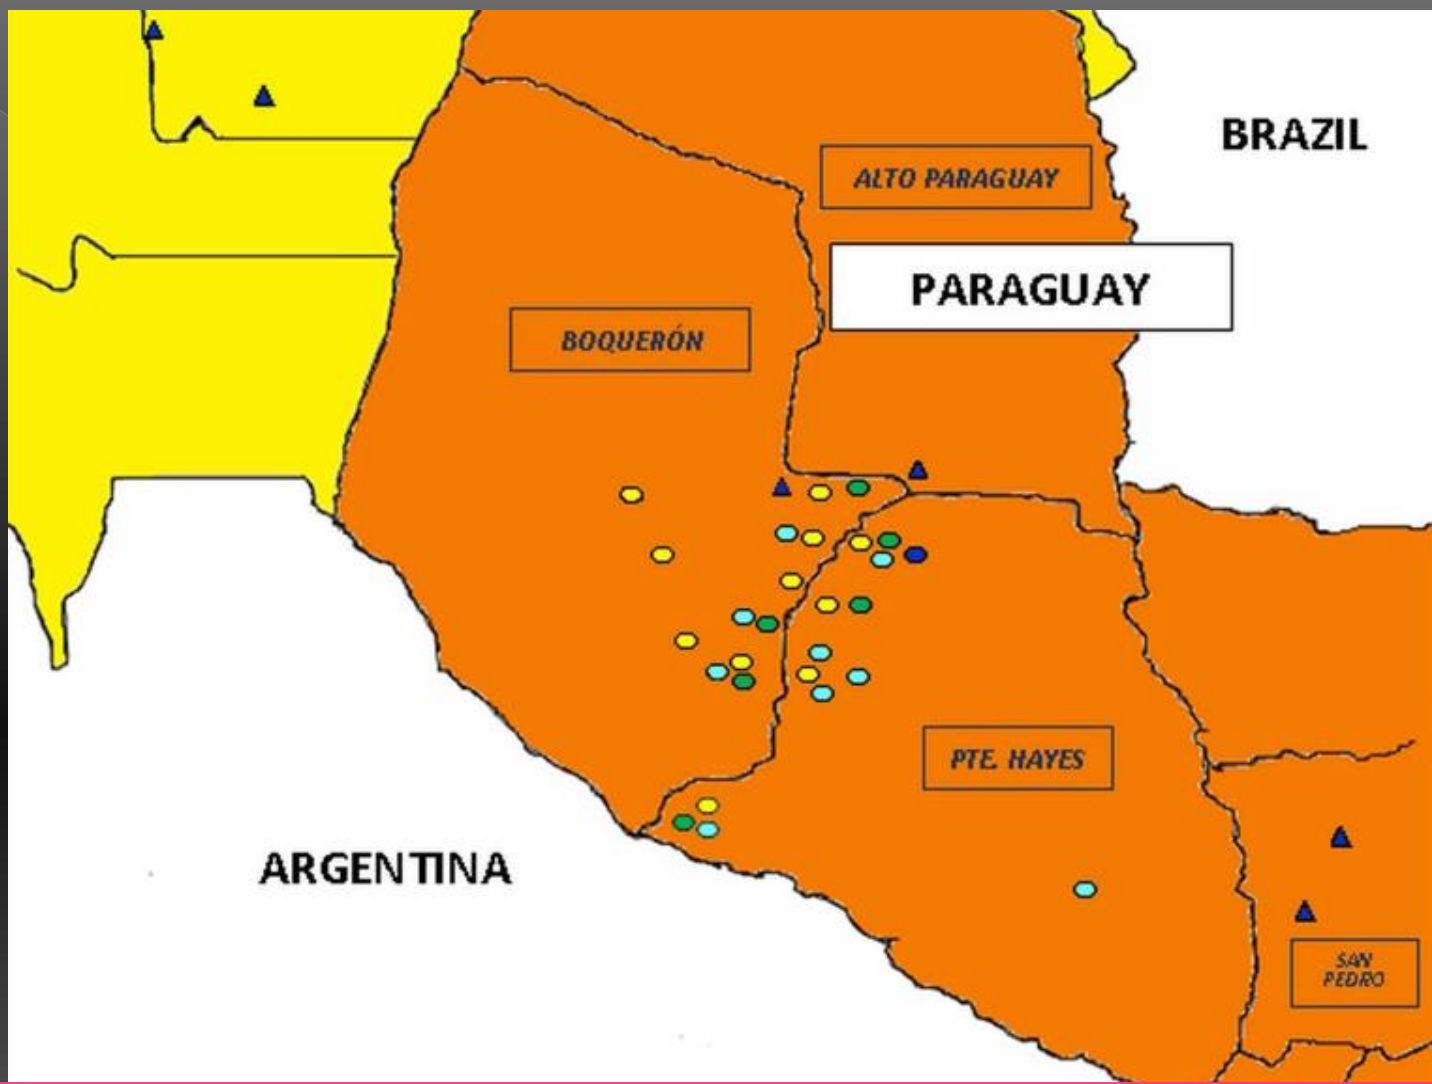 BRAZIL
ALTO PARAGUAY
PARAGUAY
BOQUERÓN
PTE. HAYES
ARGENTINA
SAN
PEDRO